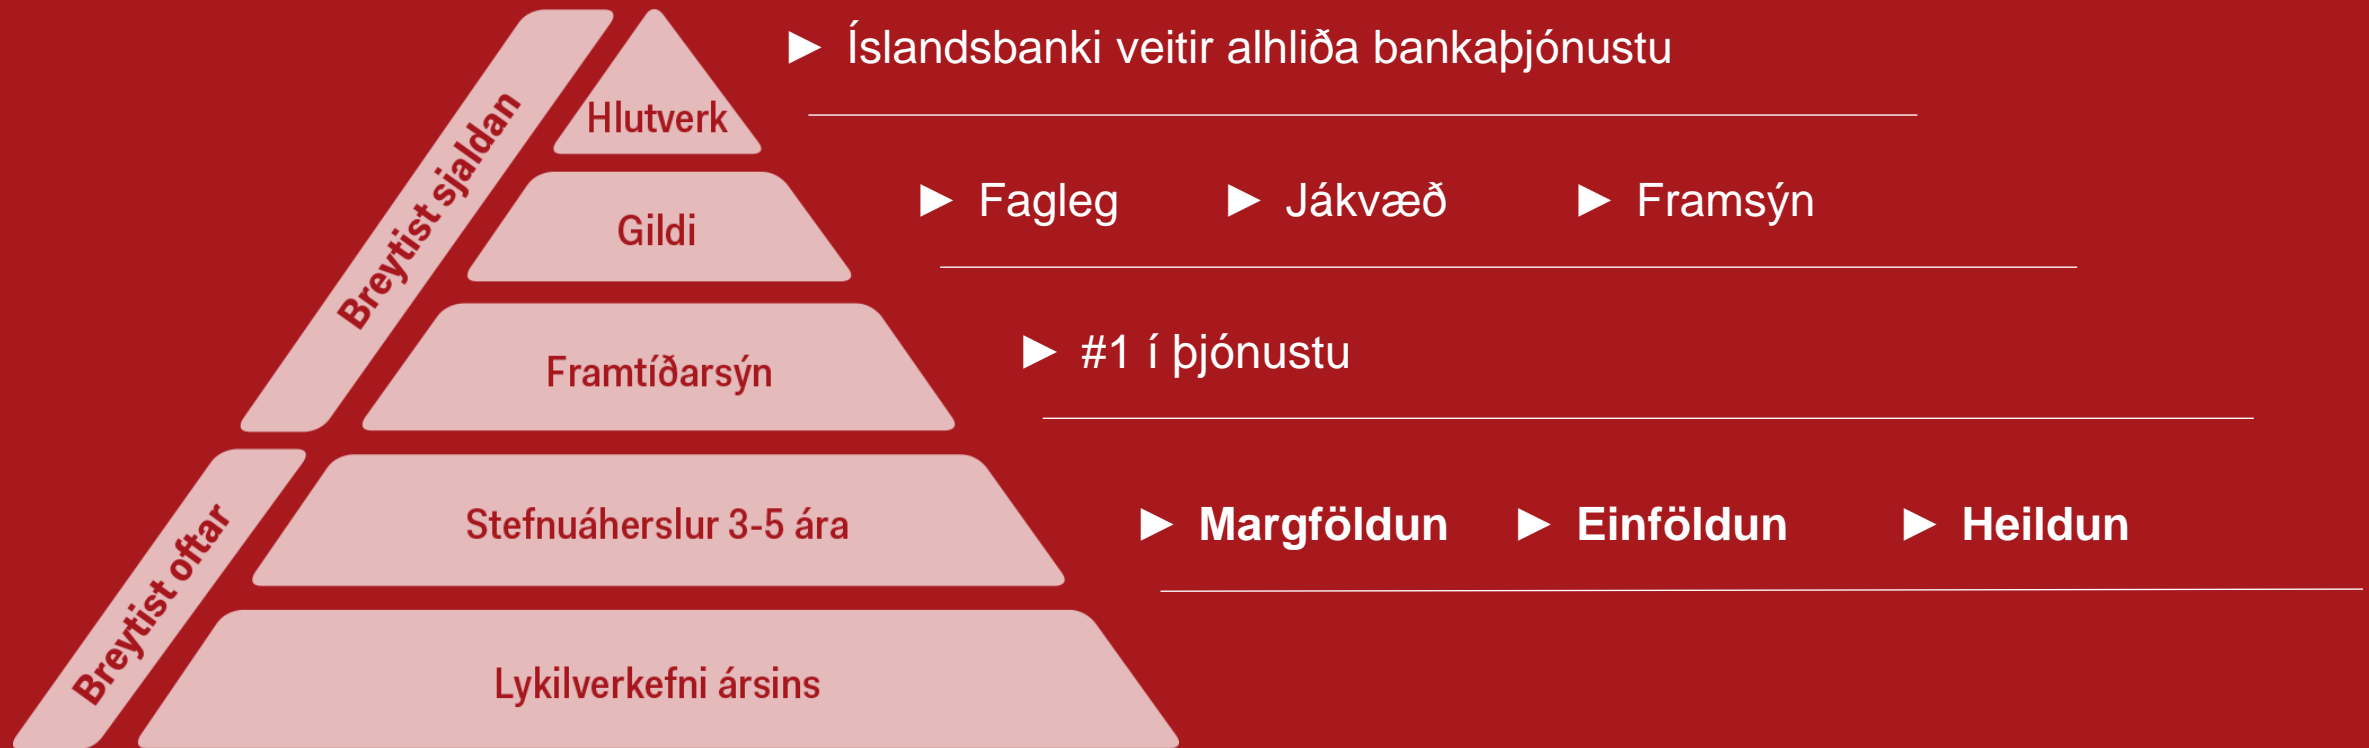 Breytist sjaldan
Hlutverk
► Íslandsbanki veitir alhliða bankaþjónustu
Gildi
► Fagleg ► Jákvæð ► Framsýn
Framtíðarsýn
► #1 í þjónustu
Breytist oftar
Stefnuáherslur 3-5 ára
► Margföldun ► Einföldun ► Heildun
Lykilverkefni ársins